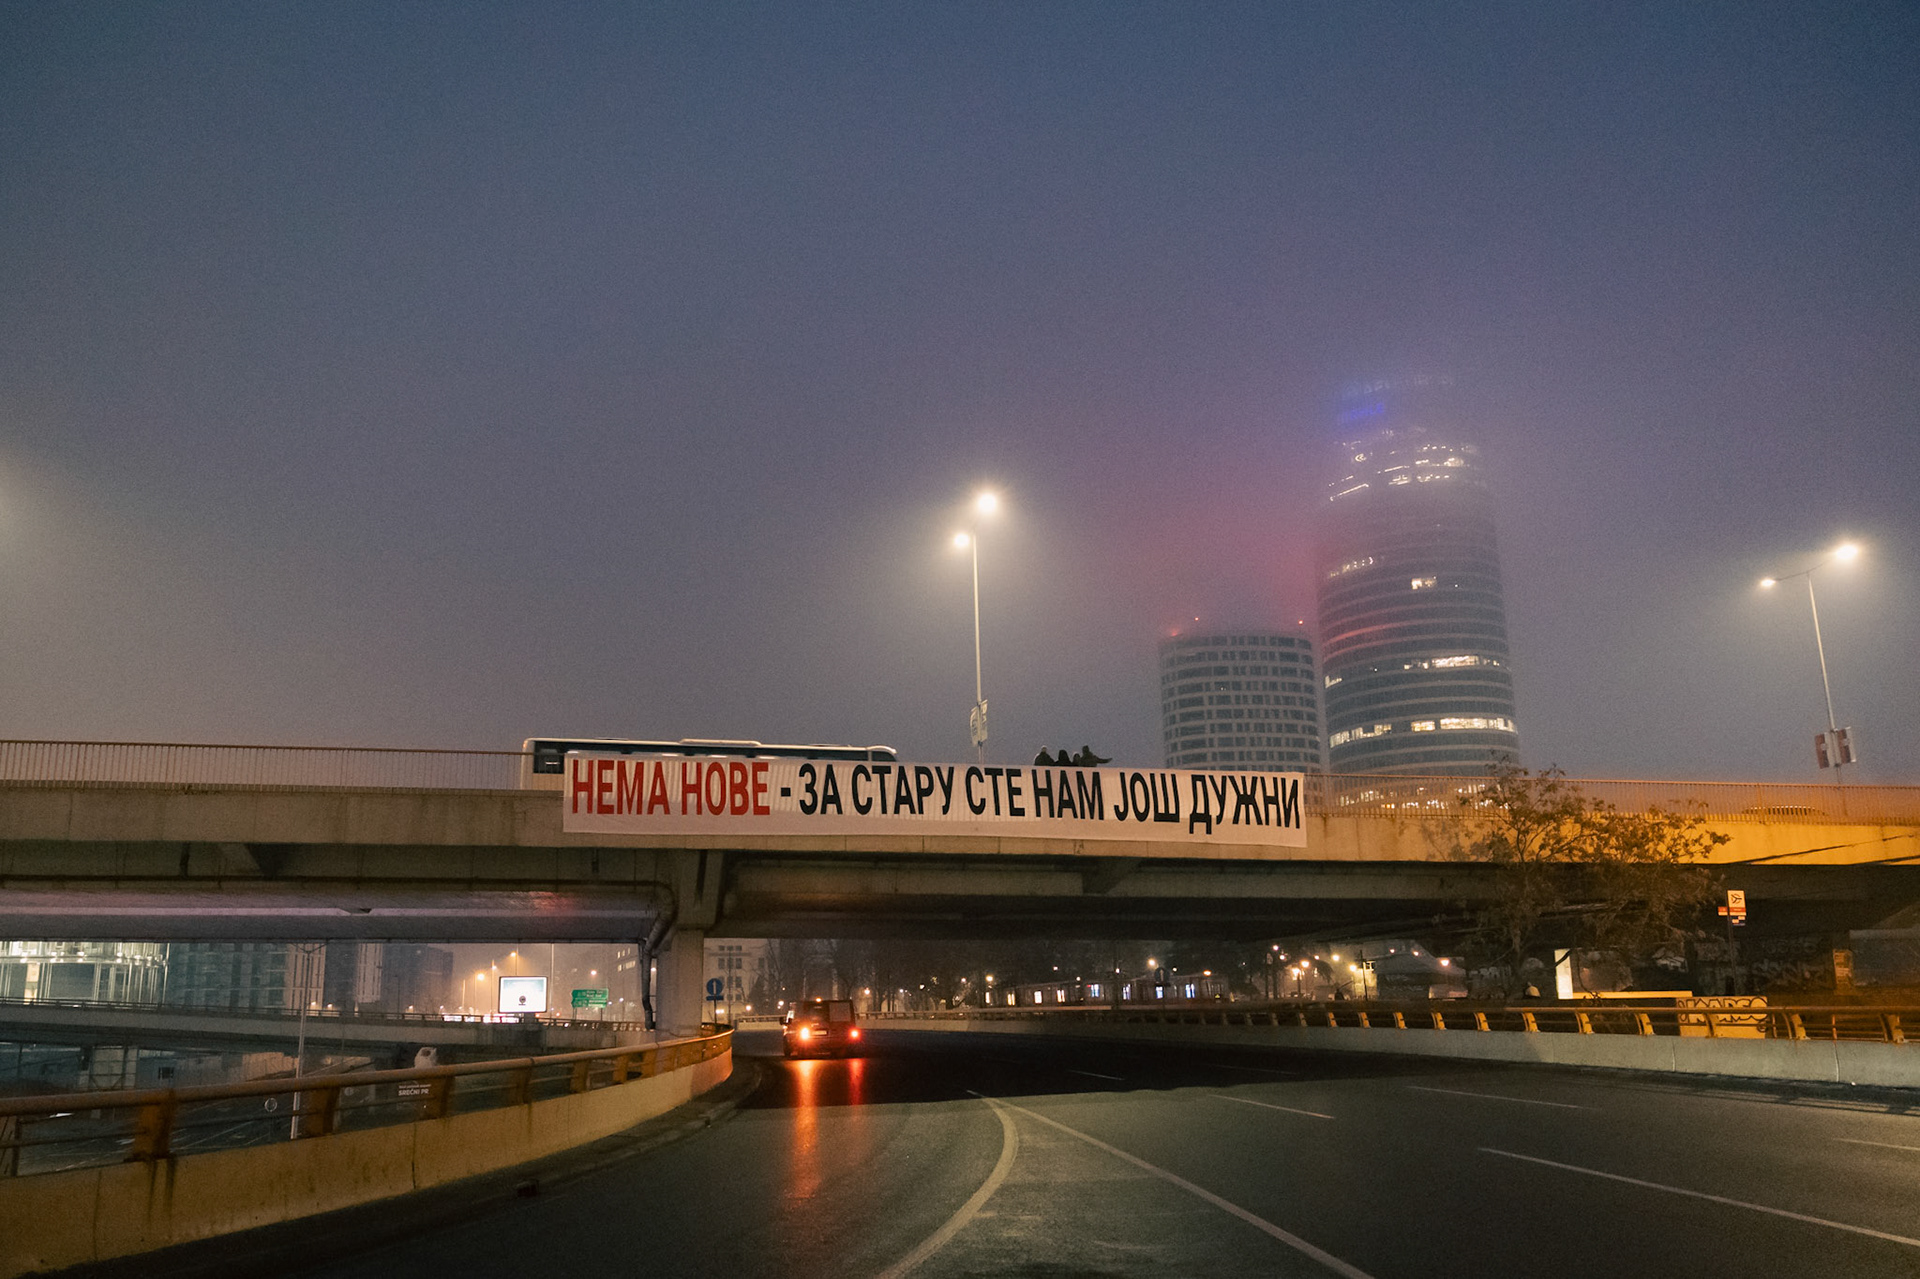 НЕМА НОВЕ - ЗА СТАРУ СТЕ НАМ ЈОШ ДУЖНИ